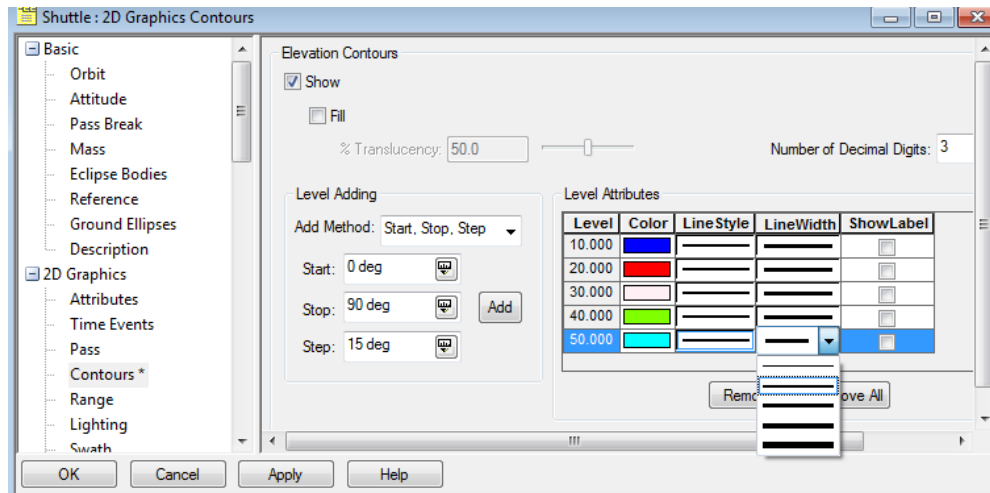 Shuttle : 2D Graphics Contours
Basic
Orbit
Attitude
Pass Break
Mass
Eclipse Bodies
Reference
Ground Ellipses
Description
2D Graphics
Attributes
Time Events
Pass
Contours *
Range
Lighting
Swath
Elevation Contours
Show
Fill
% Translucency: 50.0
Number of Decimal Digits: 3
Level Adding
Add Method: Start, Stop, Step
Start: 0 deg
Stop: 90 deg
Add
Step: 15 deg
Level Attributes
Level Color LineStyle LineWidth ShowLabel
10.000
20.000
30.000
40.000
50.000
Remo ove All
OK Cancel Apply Help